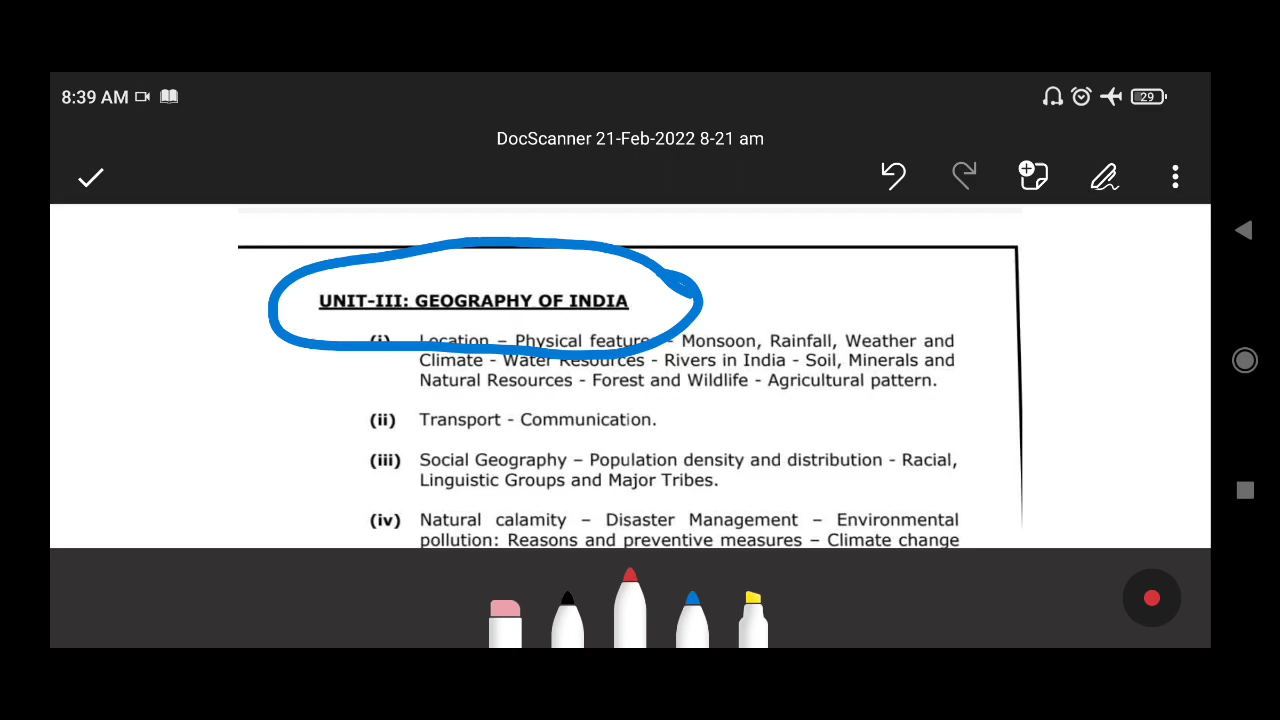 8:39 AM
29
DocScanner 21-Feb-2022 8-21 am
UNIT-III: GEOGRAPHY OF INDIA
(i) Location – Physical features - Monsoon, Rainfall, Weather and
Climate - Water Resources - Rivers in India - Soil, Minerals and
Natural Resources - Forest and Wildlife - Agricultural pattern.
(ii) Transport - Communication.
(iii) Social Geography – Population density and distribution - Racial,
Linguistic Groups and Major Tribes.
(iv) Natural calamity – Disaster Management – Environmental
pollution: Reasons and preventive measures – Climate change